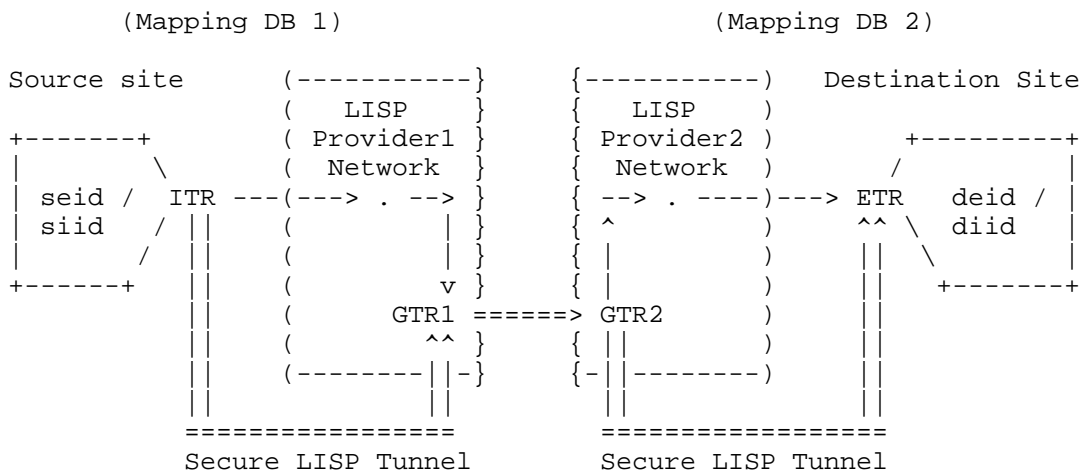 (Mapping DB 1) (Mapping DB 2)
Source site (-----------} {-----------) Destination Site
( LISP } { LISP )
+-------+ ( Provider1 } { Provider2 ) +---------+
| \ ( Network } { Network ) / |
| seid / ITR ---(---> . --> } { --> . ----)---> ETR deid / |
| siid / || ( | } { ^ ) ^^ \ diid |
| / || ( | } { | ) || \ |
+------+ || ( v } { | ) || +-------+
|| ( GTR1 ======> GTR2 ) ||
|| ( ^^ } { || ) ||
|| (--------||-} {-||--------) ||
|| || || ||
================= ==================
Secure LISP Tunnel Secure LISP Tunnel